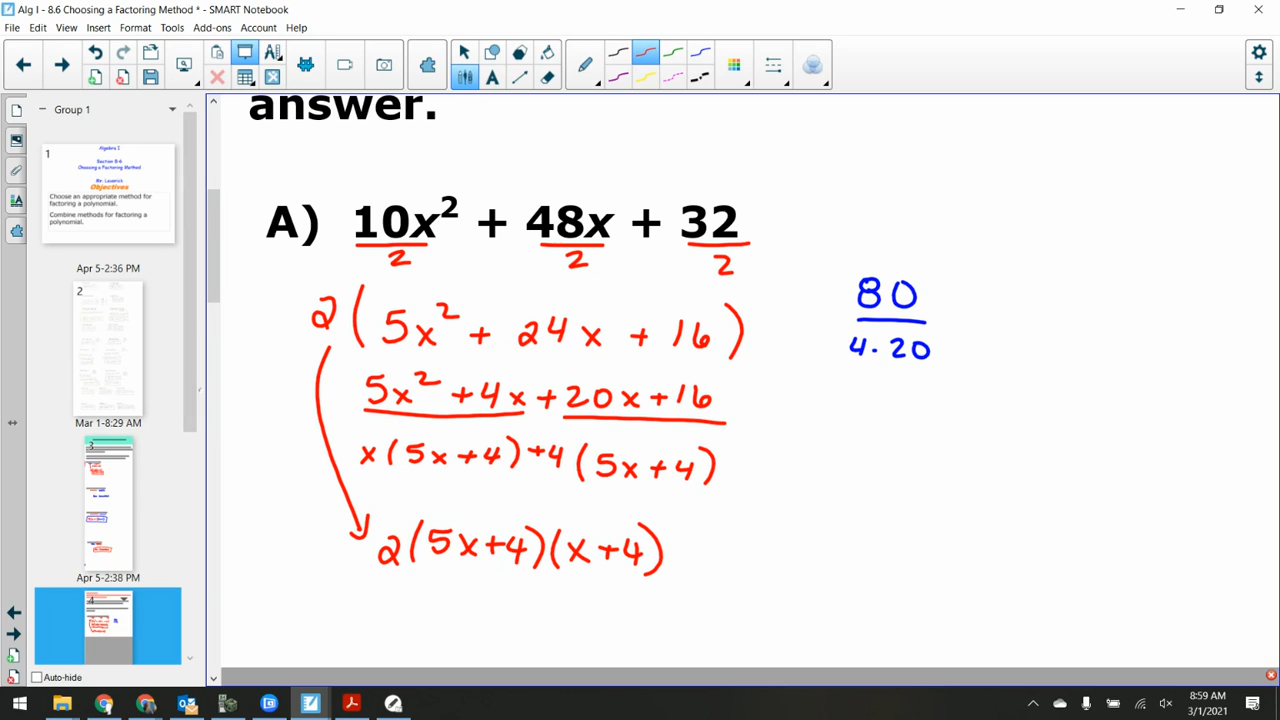 Alg I - 8.6 Choosing a Factoring Method * - SMART Notebook
File Edit View Insert Format Tools Add-ons Account Help
Group 1
1
Algebra I
Section 8-6
Choosing a Factoring Method
Objectives
Choose an appropriate method for
factoring a polynomial.
Combine methods for factoring a
polynomial.
Apr 5-2:36 PM
2
Mar 1-8:29 AM
3
Apr 5-2:38 PM
4
Auto-hide
answer.
A) 10x² + 48x + 32
2 2 2
2 ( 5x² + 24x + 16 )
80
4 · 20
5x² + 4x + 20x + 16
x ( 5x + 4 ) + 4 ( 5x + 4 )
2 ( 5x + 4 ) ( x + 4 )
8:59 AM
3/1/2021